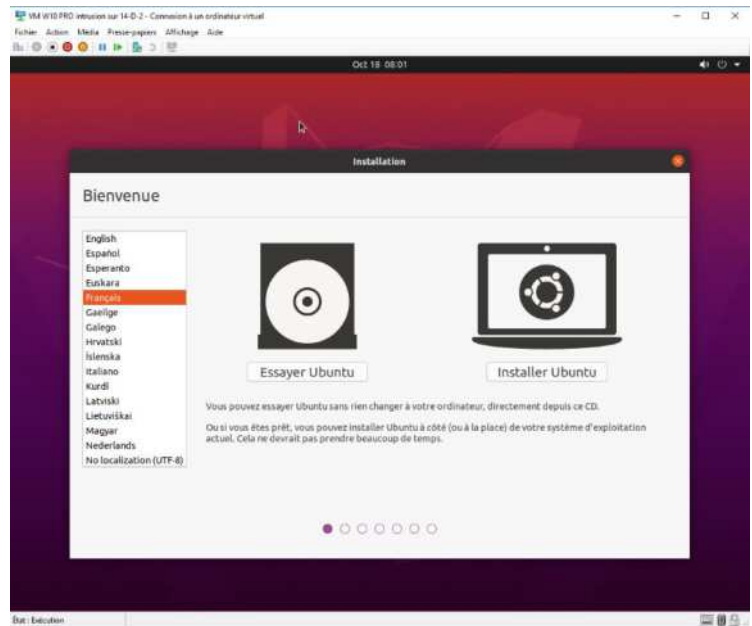 VM W10 PRO intrusion sur 14-D-2 - Connexion à un ordinateur virtuel
Fichier Action Média Presse-papiers Affichage Aide
Oct 18 08:01
Installation
Bienvenue
English
Español
Esperanto
Euskara
Français
Gaeilge
Galego
Hrvatski
Íslenska
Italiano
Kurdî
Latviski
Lietuviškai
Magyar
Nederlands
No localization (UTF-8)
Essayer Ubuntu
Installer Ubuntu
Vous pouvez essayer Ubuntu sans rien changer à votre ordinateur, directement depuis ce CD.
Ou si vous êtes prêt, vous pouvez installer Ubuntu à côté (ou à la place) de votre système d'exploitation
actuel. Cela ne devrait pas prendre beaucoup de temps.
État : Exécution